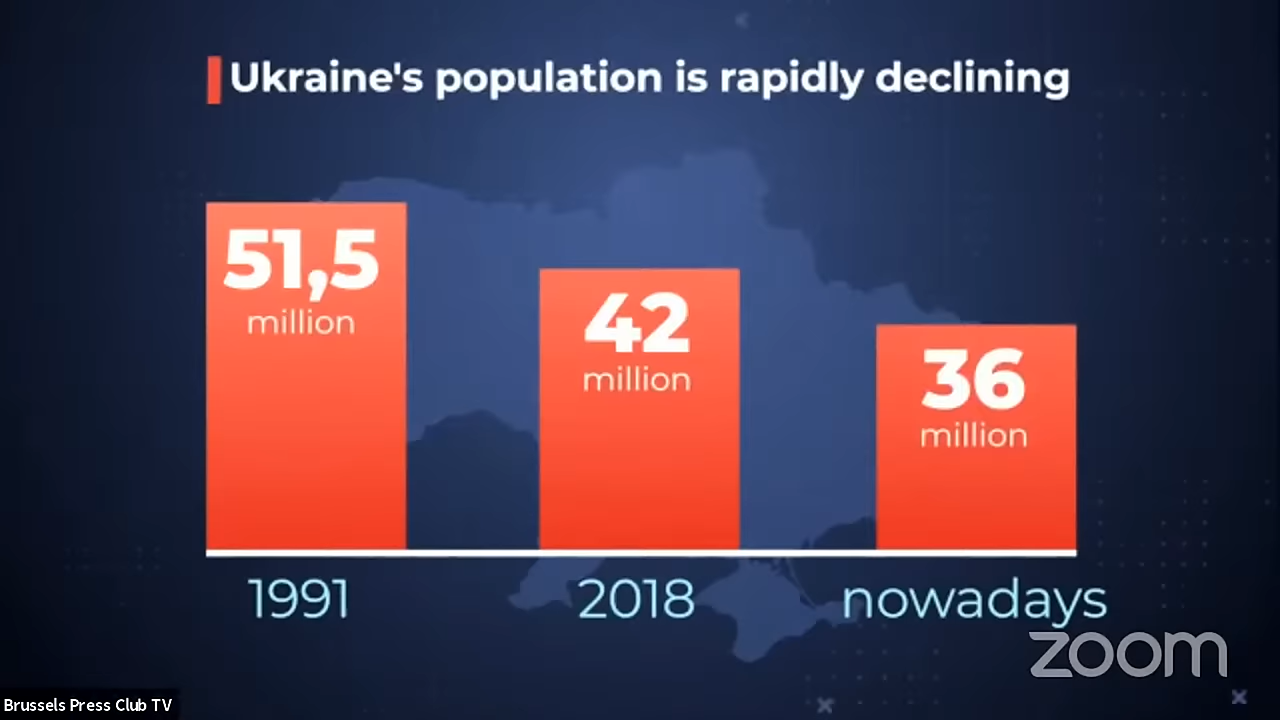 Ukraine's population is rapidly declining
51,5
million
42
million
36
million
1991
2018
nowadays
zoom
Brussels Press Club TV